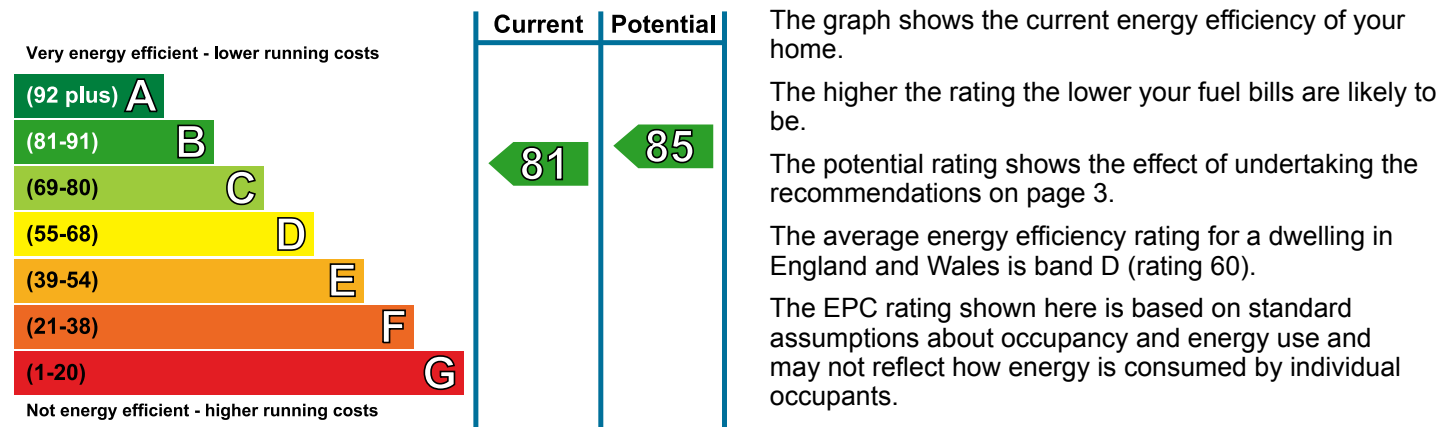 Current Potential
Very energy efficient - lower running costs
(92 plus) A
(81-91) B
(69-80) C
(55-68) D
(39-54) E
(21-38) F
(1-20) G
Not energy efficient - higher running costs
81
85
The graph shows the current energy efficiency of your
home.
The higher the rating the lower your fuel bills are likely to
be.
The potential rating shows the effect of undertaking the
recommendations on page 3.
The average energy efficiency rating for a dwelling in
England and Wales is band D (rating 60).
The EPC rating shown here is based on standard
assumptions about occupancy and energy use and
may not reflect how energy is consumed by individual
occupants.